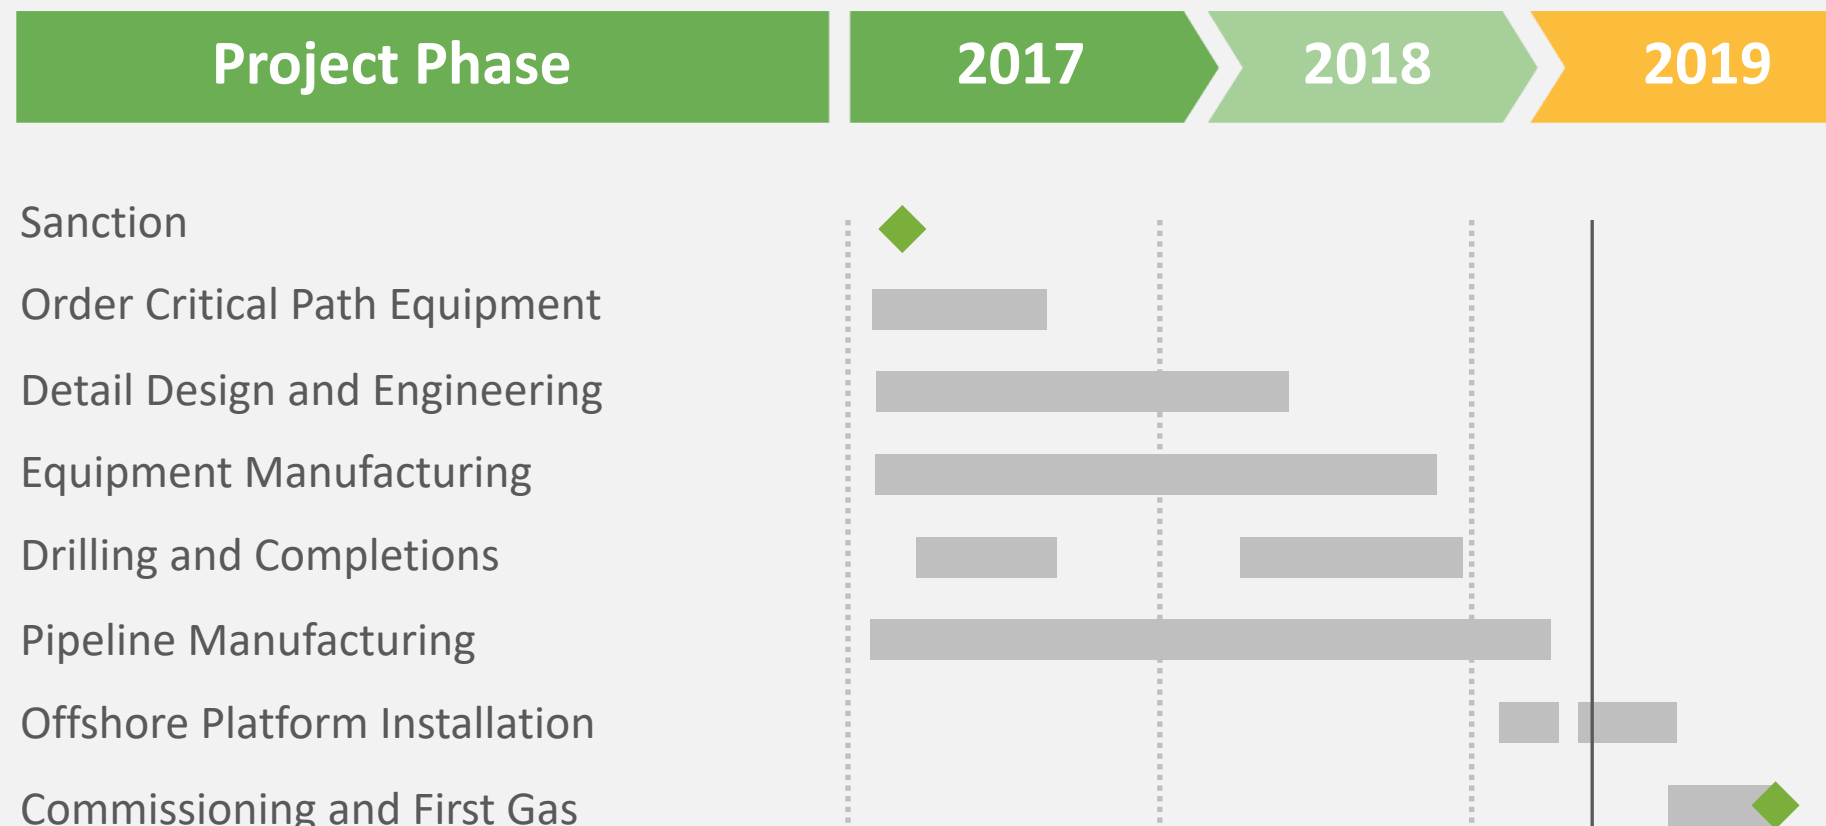 Project Phase 2017 2018 2019
Sanction
Order Critical Path Equipment
Detail Design and Engineering
Equipment Manufacturing
Drilling and Completions
Pipeline Manufacturing
Offshore Platform Installation
Commissioning and First Gas